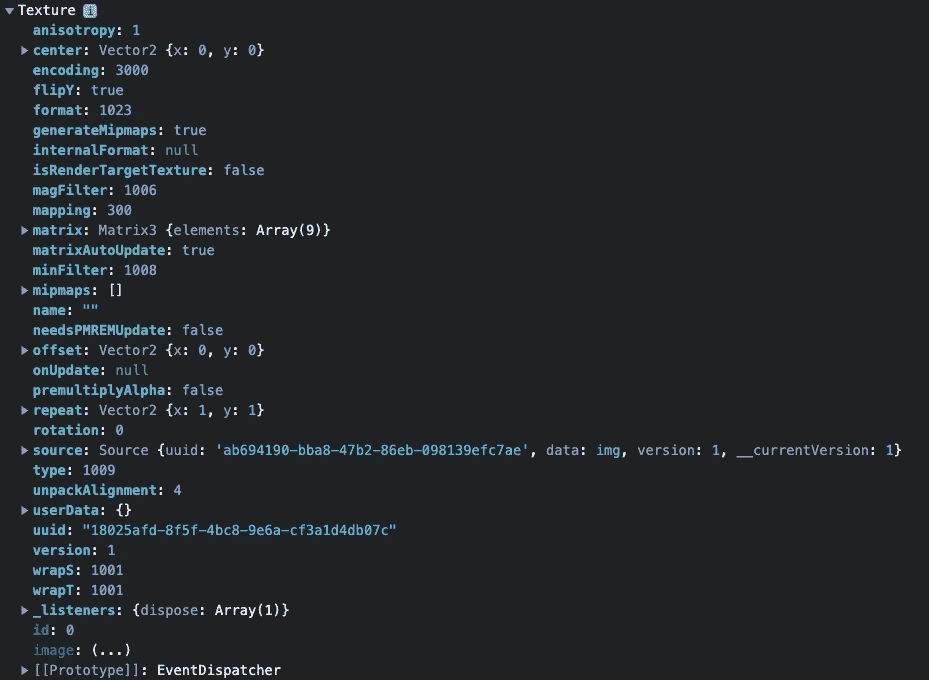 Texture i
anisotropy: 1
center: Vector2 {x: 0, y: 0}
encoding: 3000
flipY: true
format: 1023
generateMipmaps: true
internalFormat: null
isRenderTargetTexture: false
magFilter: 1006
mapping: 300
matrix: Matrix3 {elements: Array(9)}
matrixAutoUpdate: true
minFilter: 1008
mipmaps: []
name: ""
needsPMREMUpdate: false
offset: Vector2 {x: 0, y: 0}
onUpdate: null
premultiplyAlpha: false
repeat: Vector2 {x: 1, y: 1}
rotation: 0
source: Source {uuid: 'ab694190-bba8-47b2-86eb-098139efc7ae', data: img, version: 1, __currentVersion: 1}
type: 1009
unpackAlignment: 4
userData: {}
uuid: "18025afd-8f5f-4bc8-9e6a-cf3a1d4db07c"
version: 1
wrapS: 1001
wrapT: 1001
_listeners: {dispose: Array(1)}
id: 0
image: (...)
[[Prototype]]: EventDispatcher